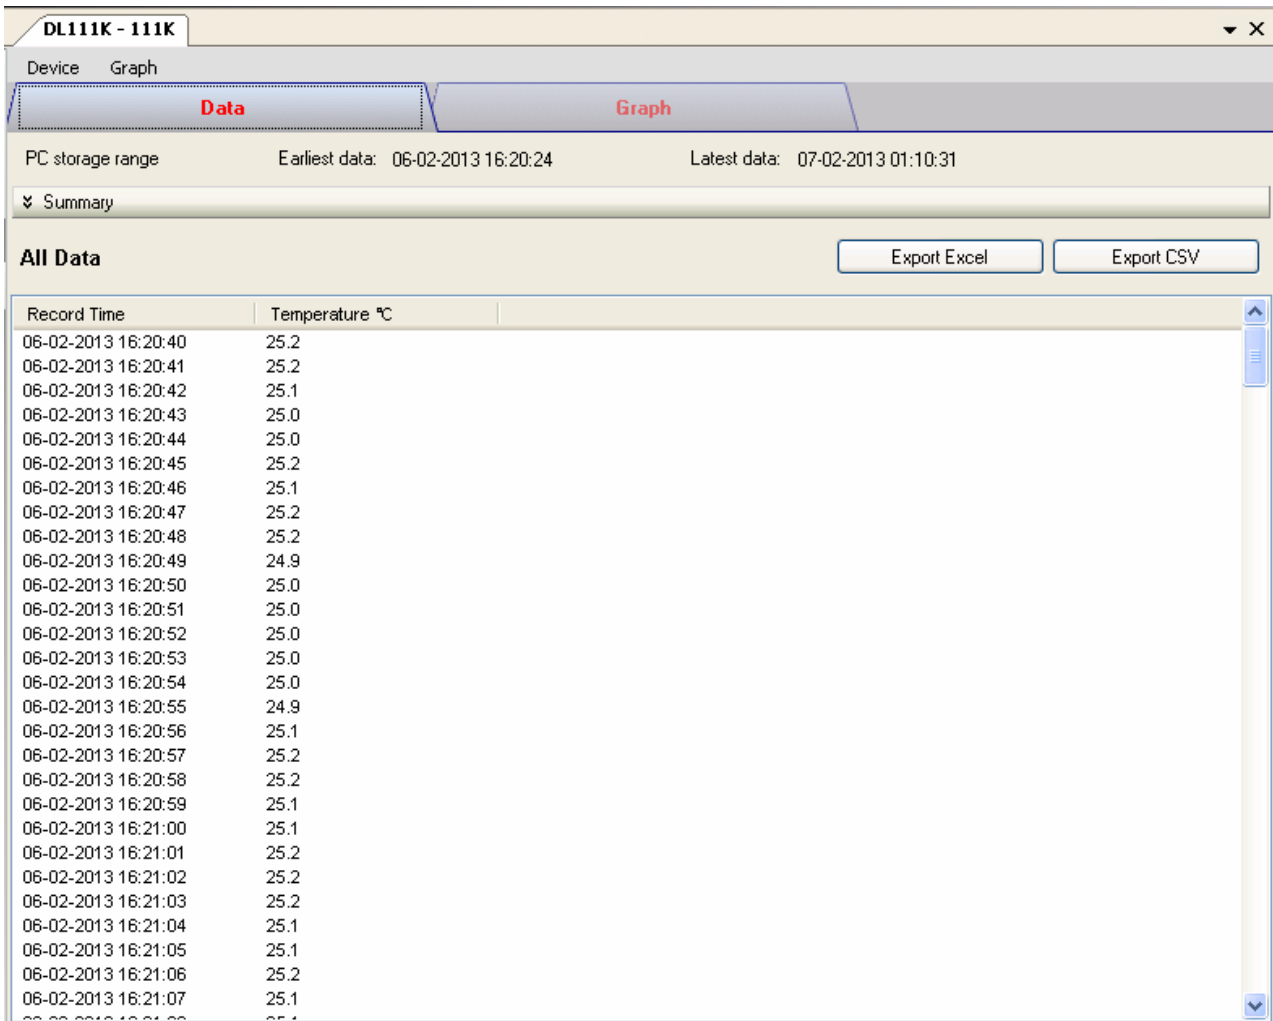 DL111K - 111K
Device Graph
Data Graph
PC storage range Earliest data: 06-02-2013 16:20:24 Latest data: 07-02-2013 01:10:31
Summary
All Data Export Excel Export CSV
Record Time Temperature ℃
06-02-2013 16:20:40 25.2
06-02-2013 16:20:41 25.2
06-02-2013 16:20:42 25.1
06-02-2013 16:20:43 25.0
06-02-2013 16:20:44 25.0
06-02-2013 16:20:45 25.2
06-02-2013 16:20:46 25.1
06-02-2013 16:20:47 25.2
06-02-2013 16:20:48 25.2
06-02-2013 16:20:49 24.9
06-02-2013 16:20:50 25.0
06-02-2013 16:20:51 25.0
06-02-2013 16:20:52 25.0
06-02-2013 16:20:53 25.0
06-02-2013 16:20:54 25.0
06-02-2013 16:20:55 24.9
06-02-2013 16:20:56 25.1
06-02-2013 16:20:57 25.2
06-02-2013 16:20:58 25.2
06-02-2013 16:20:59 25.1
06-02-2013 16:21:00 25.1
06-02-2013 16:21:01 25.2
06-02-2013 16:21:02 25.2
06-02-2013 16:21:03 25.2
06-02-2013 16:21:04 25.1
06-02-2013 16:21:05 25.1
06-02-2013 16:21:06 25.2
06-02-2013 16:21:07 25.1